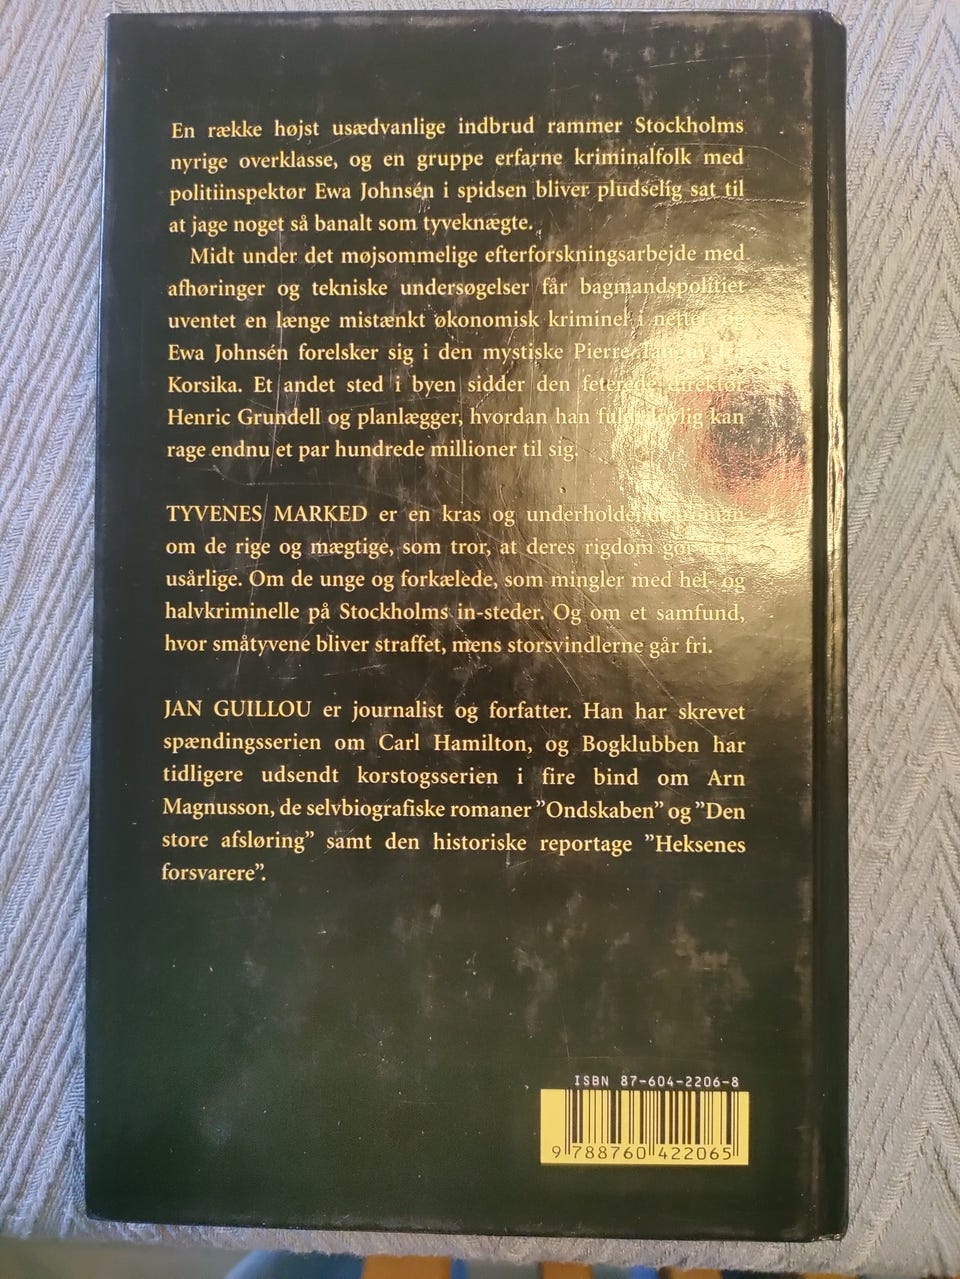 En række højst usædvanlige indbrud rammer Stockholms
nyrige overklasse, og en gruppe erfarne kriminalfolk med
politiinspektør Ewa Johnsén i spidsen bliver pludselig sat til
at jage noget så banalt som tyveknægte.
Midt under det møjsommelige efterforskningsarbejde med
afhøringer og tekniske undersøgelser får bagmandspolitiet
uventet en længe mistænkt økonomisk kriminel i nettet, og
Ewa Johnsén forelsker sig i den mystiske Pierre
Korsika. Et andet sted i byen sidder den feterede direktør
Henric Grundell og planlægger, hvordan han fuldt lovlig kan
rage endnu et par hundrede millioner til sig.
TYVENES MARKED er en kras og underholdende roman
om de rige og mægtige, som tror, at deres rigdom gør dem
usårlige. Om de unge og forkælede, som mingler med hel- og
halvkriminelle på Stockholms in-steder. Og om et samfund,
hvor småtyvene bliver straffet, mens storsvindlerne går fri.
JAN GUILLOU er journalist og forfatter. Han har skrevet
spændingsserien om Carl Hamilton, og Bogklubben har
tidligere udsendt korstogsserien i fire bind om Arn
Magnusson, de selvbiografiske romaner ”Ondskaben” og ”Den
store afsløring” samt den historiske reportage ”Heksenes
forsvarere”.
ISBN 87-604-2206-8
9 788760 422065